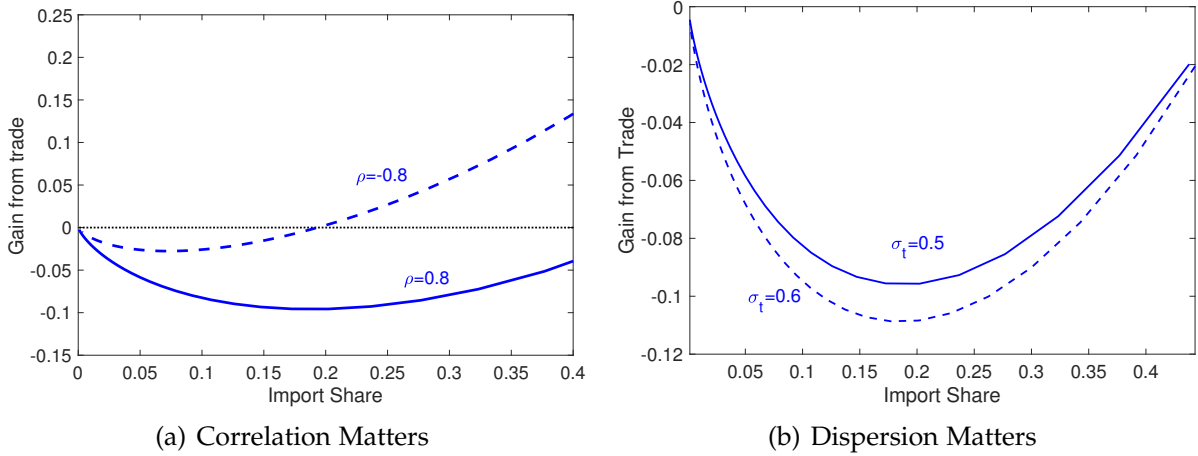 0.25
0.2
0.15
0.1
0.05
0
-0.05
-0.1
-0.15
Gain from trade
ρ=-0.8
ρ=0.8
0 0.05 0.1 0.15 0.2 0.25 0.3 0.35 0.4
Import Share
(a) Correlation Matters
0
-0.02
-0.04
-0.06
-0.08
-0.1
-0.12
Gain from Trade
σt=0.5
σt=0.6
0.05 0.1 0.15 0.2 0.25 0.3 0.35 0.4
Import Share
(b) Dispersion Matters